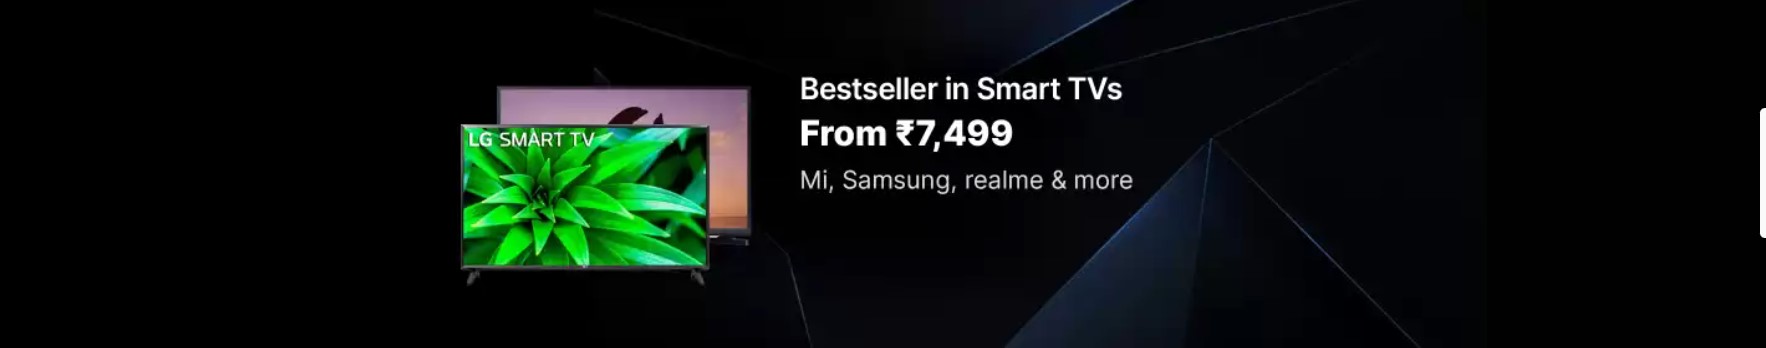 LG SMART TV
Bestseller in Smart TVs
From ₹7,499
Mi, Samsung, realme & more